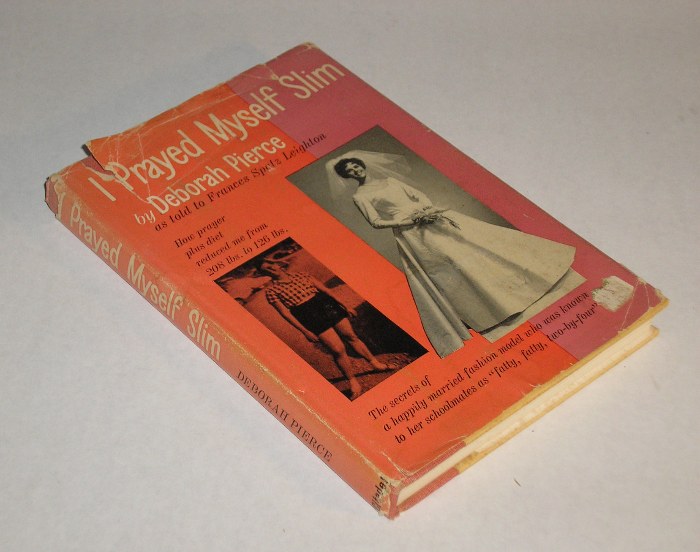 I Prayed Myself Slim
by Deborah Pierce
as told to Frances Spatz Leighton
How prayer
plus diet
reduced me from
208 lbs. to 126 lbs.
The secrets of
a happily married fashion model who was known
to her schoolmates as "fatty, fatty, two-by-four"
I Prayed Myself Slim
DEBORAH PIERCE